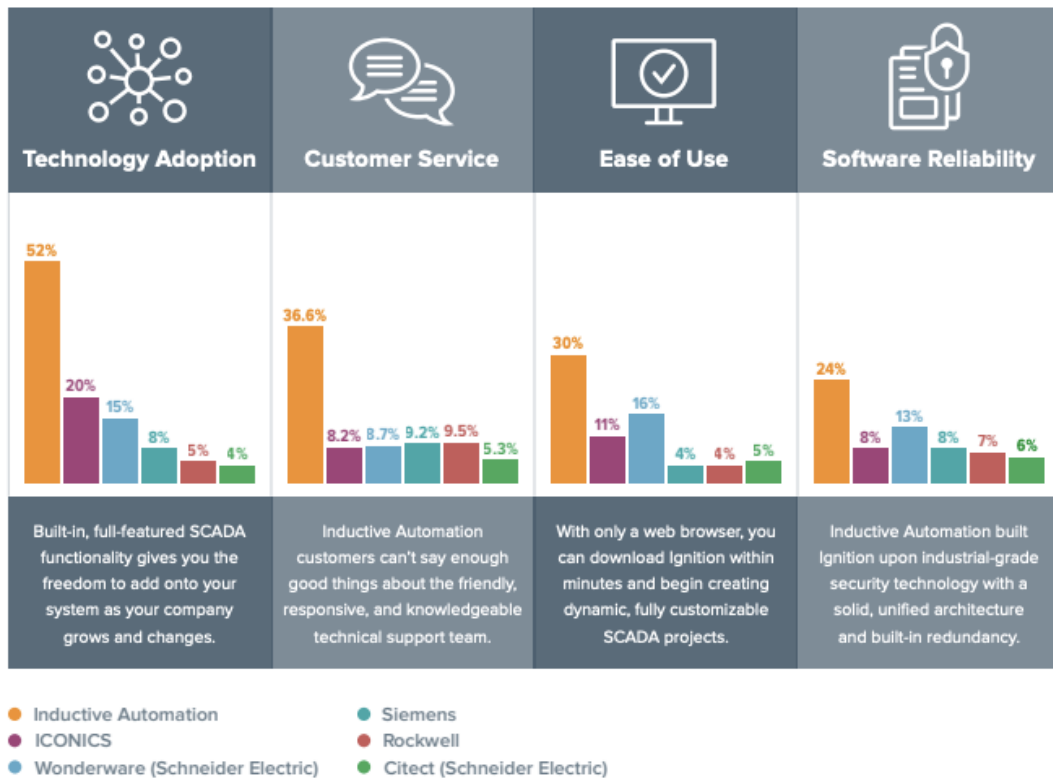 Technology Adoption
Customer Service
Ease of Use
Software Reliability
52%
20%
15%
8%
5%
4%
36.6%
8.2%
8.7%
9.2%
9.5%
5.3%
30%
11%
16%
4%
4%
5%
24%
8%
13%
8%
7%
6%
Built-in, full-featured SCADA
functionality gives you the
freedom to add onto your
system as your company
grows and changes.
Inductive Automation
customers can't say enough
good things about the friendly,
responsive, and knowledgeable
technical support team.
With only a web browser, you
can download Ignition within
minutes and begin creating
dynamic, fully customizable
SCADA projects.
Inductive Automation built
Ignition upon industrial-grade
security technology with a
solid, unified architecture
and built-in redundancy.
Inductive Automation
ICONICS
Wonderware (Schneider Electric)
Siemens
Rockwell
Citect (Schneider Electric)